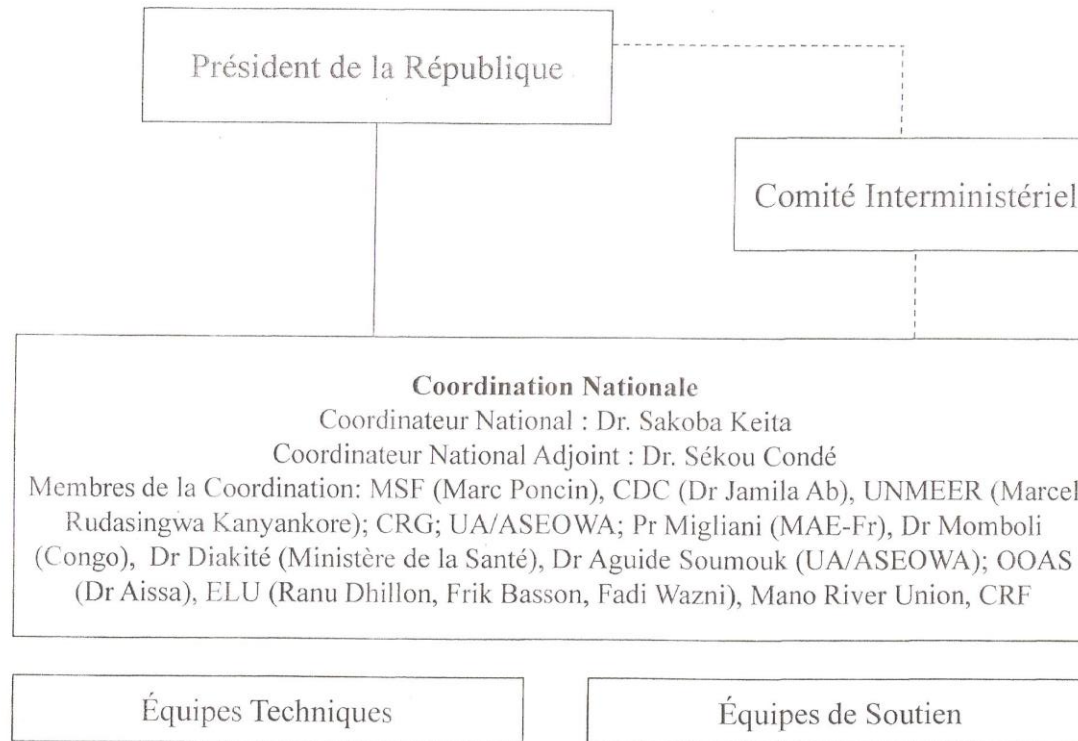 Président de la République
Comité Interministériel
Coordination Nationale
Coordinateur National : Dr. Sakoba Keita
Coordinateur National Adjoint : Dr. Sékou Condé
Membres de la Coordination: MSF (Marc Poncin), CDC (Dr Jamila Ab), UNMEER (Marcel
Rudasingwa Kanyankore); CRG; UA/ASEOWA; Pr Migliani (MAE-Fr), Dr Momboli
(Congo), Dr Diakité (Ministère de la Santé), Dr Aguide Soumouk (UA/ASEOWA); OOAS
(Dr Aissa), ELU (Ranu Dhillon, Frik Basson, Fadi Wazni), Mano River Union, CRF
Équipes Techniques
Équipes de Soutien